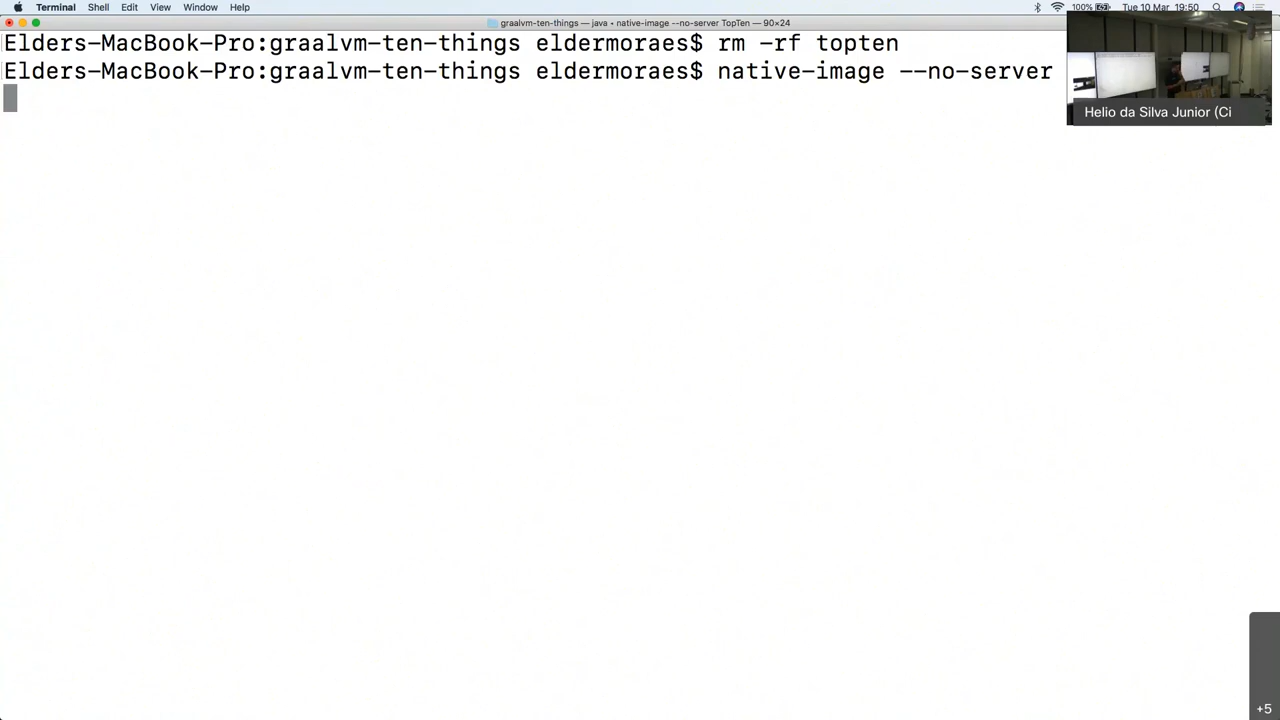 Terminal Shell Edit View Window Help 100% Tue 10 Mar 19:50
graalvm-ten-things — java • native-image --no-server TopTen — 90×24
Elders-MacBook-Pro:graalvm-ten-things eldermoraes$ rm -rf topten
Elders-MacBook-Pro:graalvm-ten-things eldermoraes$ native-image --no-server
Helio da Silva Junior (Ci
+5